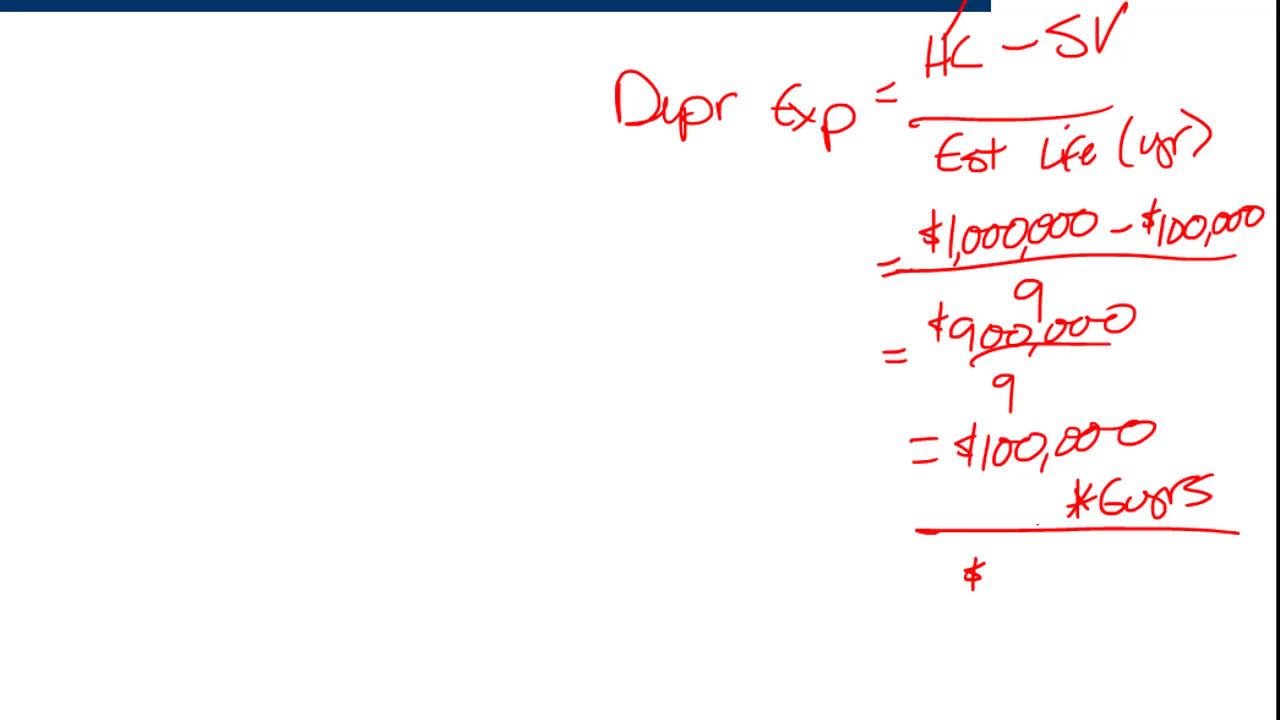 HC - SV
Depr Exp =
Est Life (yr)
= $1,000,000 - $100,000
9
= $900,000
9
= $100,000
* 6yrs
$